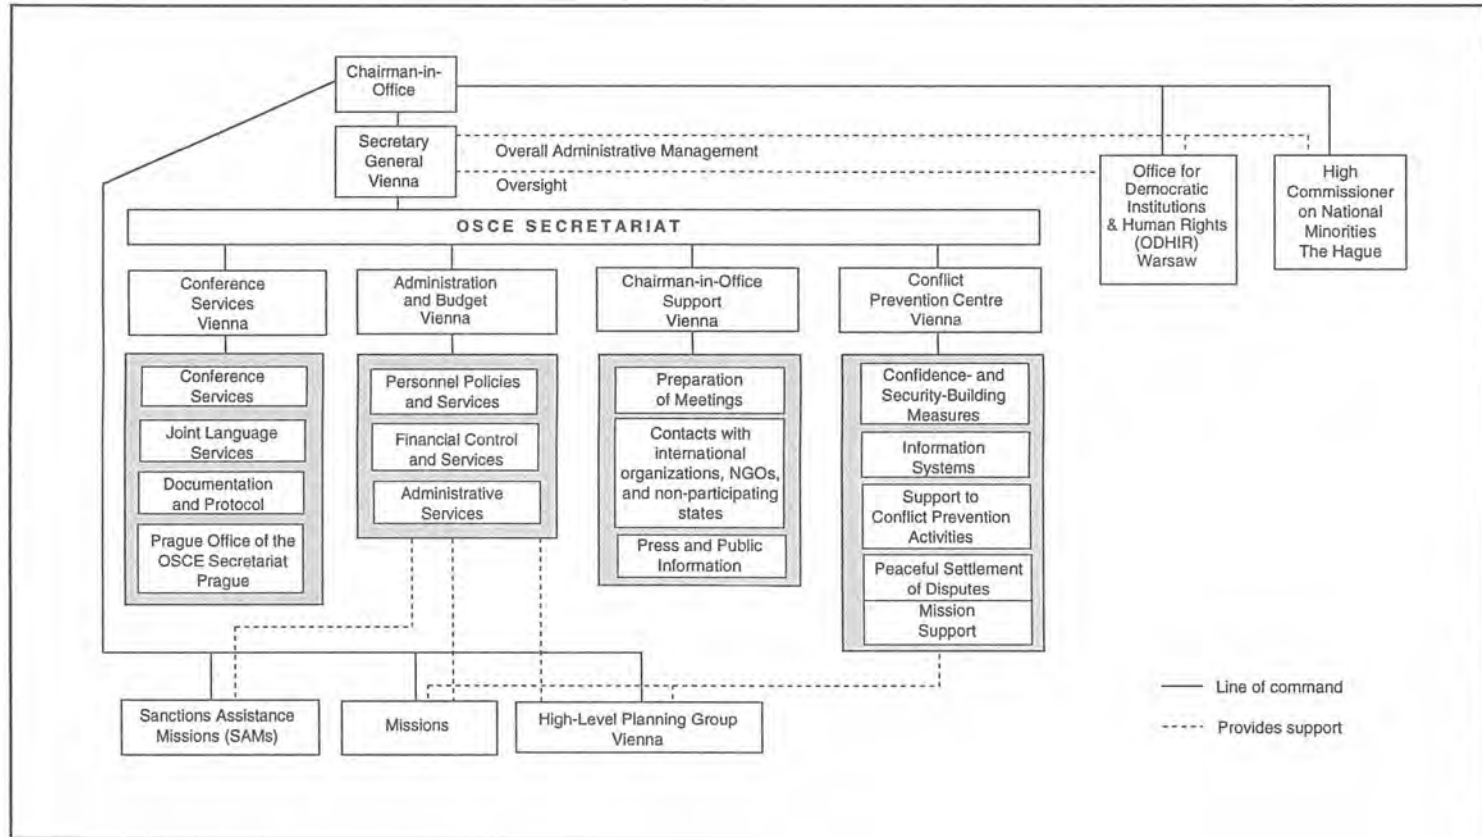 Chairman-in-
Office
Secretary
General
Vienna
Overall Administrative Management
Oversight
Office for
Democratic
Institutions
& Human Rights
(ODHIR)
Warsaw
High
Commissioner
on National
Minorities
The Hague
OSCE SECRETARIAT
Conference
Services
Vienna
Administration
and Budget
Vienna
Chairman-in-Office
Support
Vienna
Conflict
Prevention Centre
Vienna
Conference
Services
Joint Language
Services
Documentation
and Protocol
Prague Office of the
OSCE Secretariat
Prague
Personnel Policies
and Services
Financial Control
and Services
Administrative
Services
Preparation
of Meetings
Contacts with
international
organizations, NGOs,
and non-participating
states
Press and Public
Information
Confidence- and
Security-Building
Measures
Information
Systems
Support to
Conflict Prevention
Activities
Peaceful Settlement
of Disputes
Mission
Support
Sanctions Assistance
Missions (SAMs)
Missions
High-Level Planning Group
Vienna
Line of command
Provides support